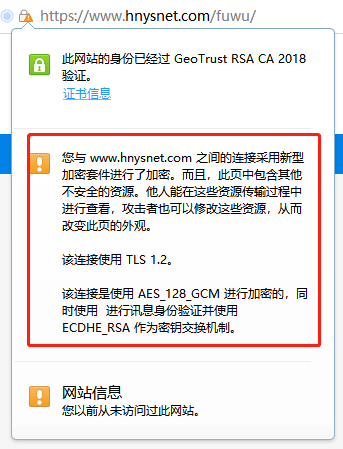 https://www.hnysnet.com/fuwu/
此网站的身份已经过 GeoTrust RSA CA 2018
验证。
证书信息
您与 www.hnysnet.com 之间的连接采用新型
加密套件进行了加密。而且，此页中包含其他
不安全的资源。他人能在这些资源传输过程中
进行查看，攻击者也可以修改这些资源，从而
改变此页的外观。
该连接使用 TLS 1.2。
该连接是使用 AES_128_GCM 进行加密的，同
时使用 进行讯息身份验证并使用
ECDHE_RSA 作为密钥交换机制。
网站信息
您以前从未访问过此网站。